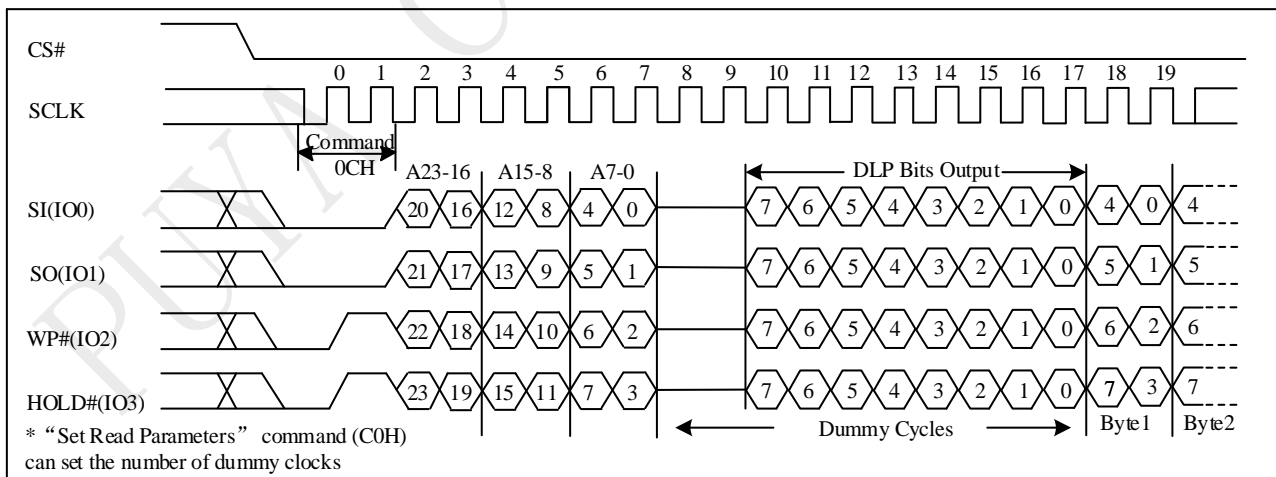 PUYA C
CS#
0 1 2 3 4 5 6 7 8 9 10 11 12 13 14 15 16 17 18 19
SCLK
Command
0CH
A23-16 A15-8 A7-0 DLP Bits Output
SI(IO0) 20 16 12 8 4 0 7 6 5 4 3 2 1 0 4 0 4
SO(IO1) 21 17 13 9 5 1 7 6 5 4 3 2 1 0 5 1 5
WP#(IO2) 22 18 14 10 6 2 7 6 5 4 3 2 1 0 6 2 6
HOLD#(IO3) 23 19 15 11 7 3 7 6 5 4 3 2 1 0 7 3 7
Dummy Cycles Byte1 Byte2
* “Set Read Parameters” command (C0H)
can set the number of dummy clocks